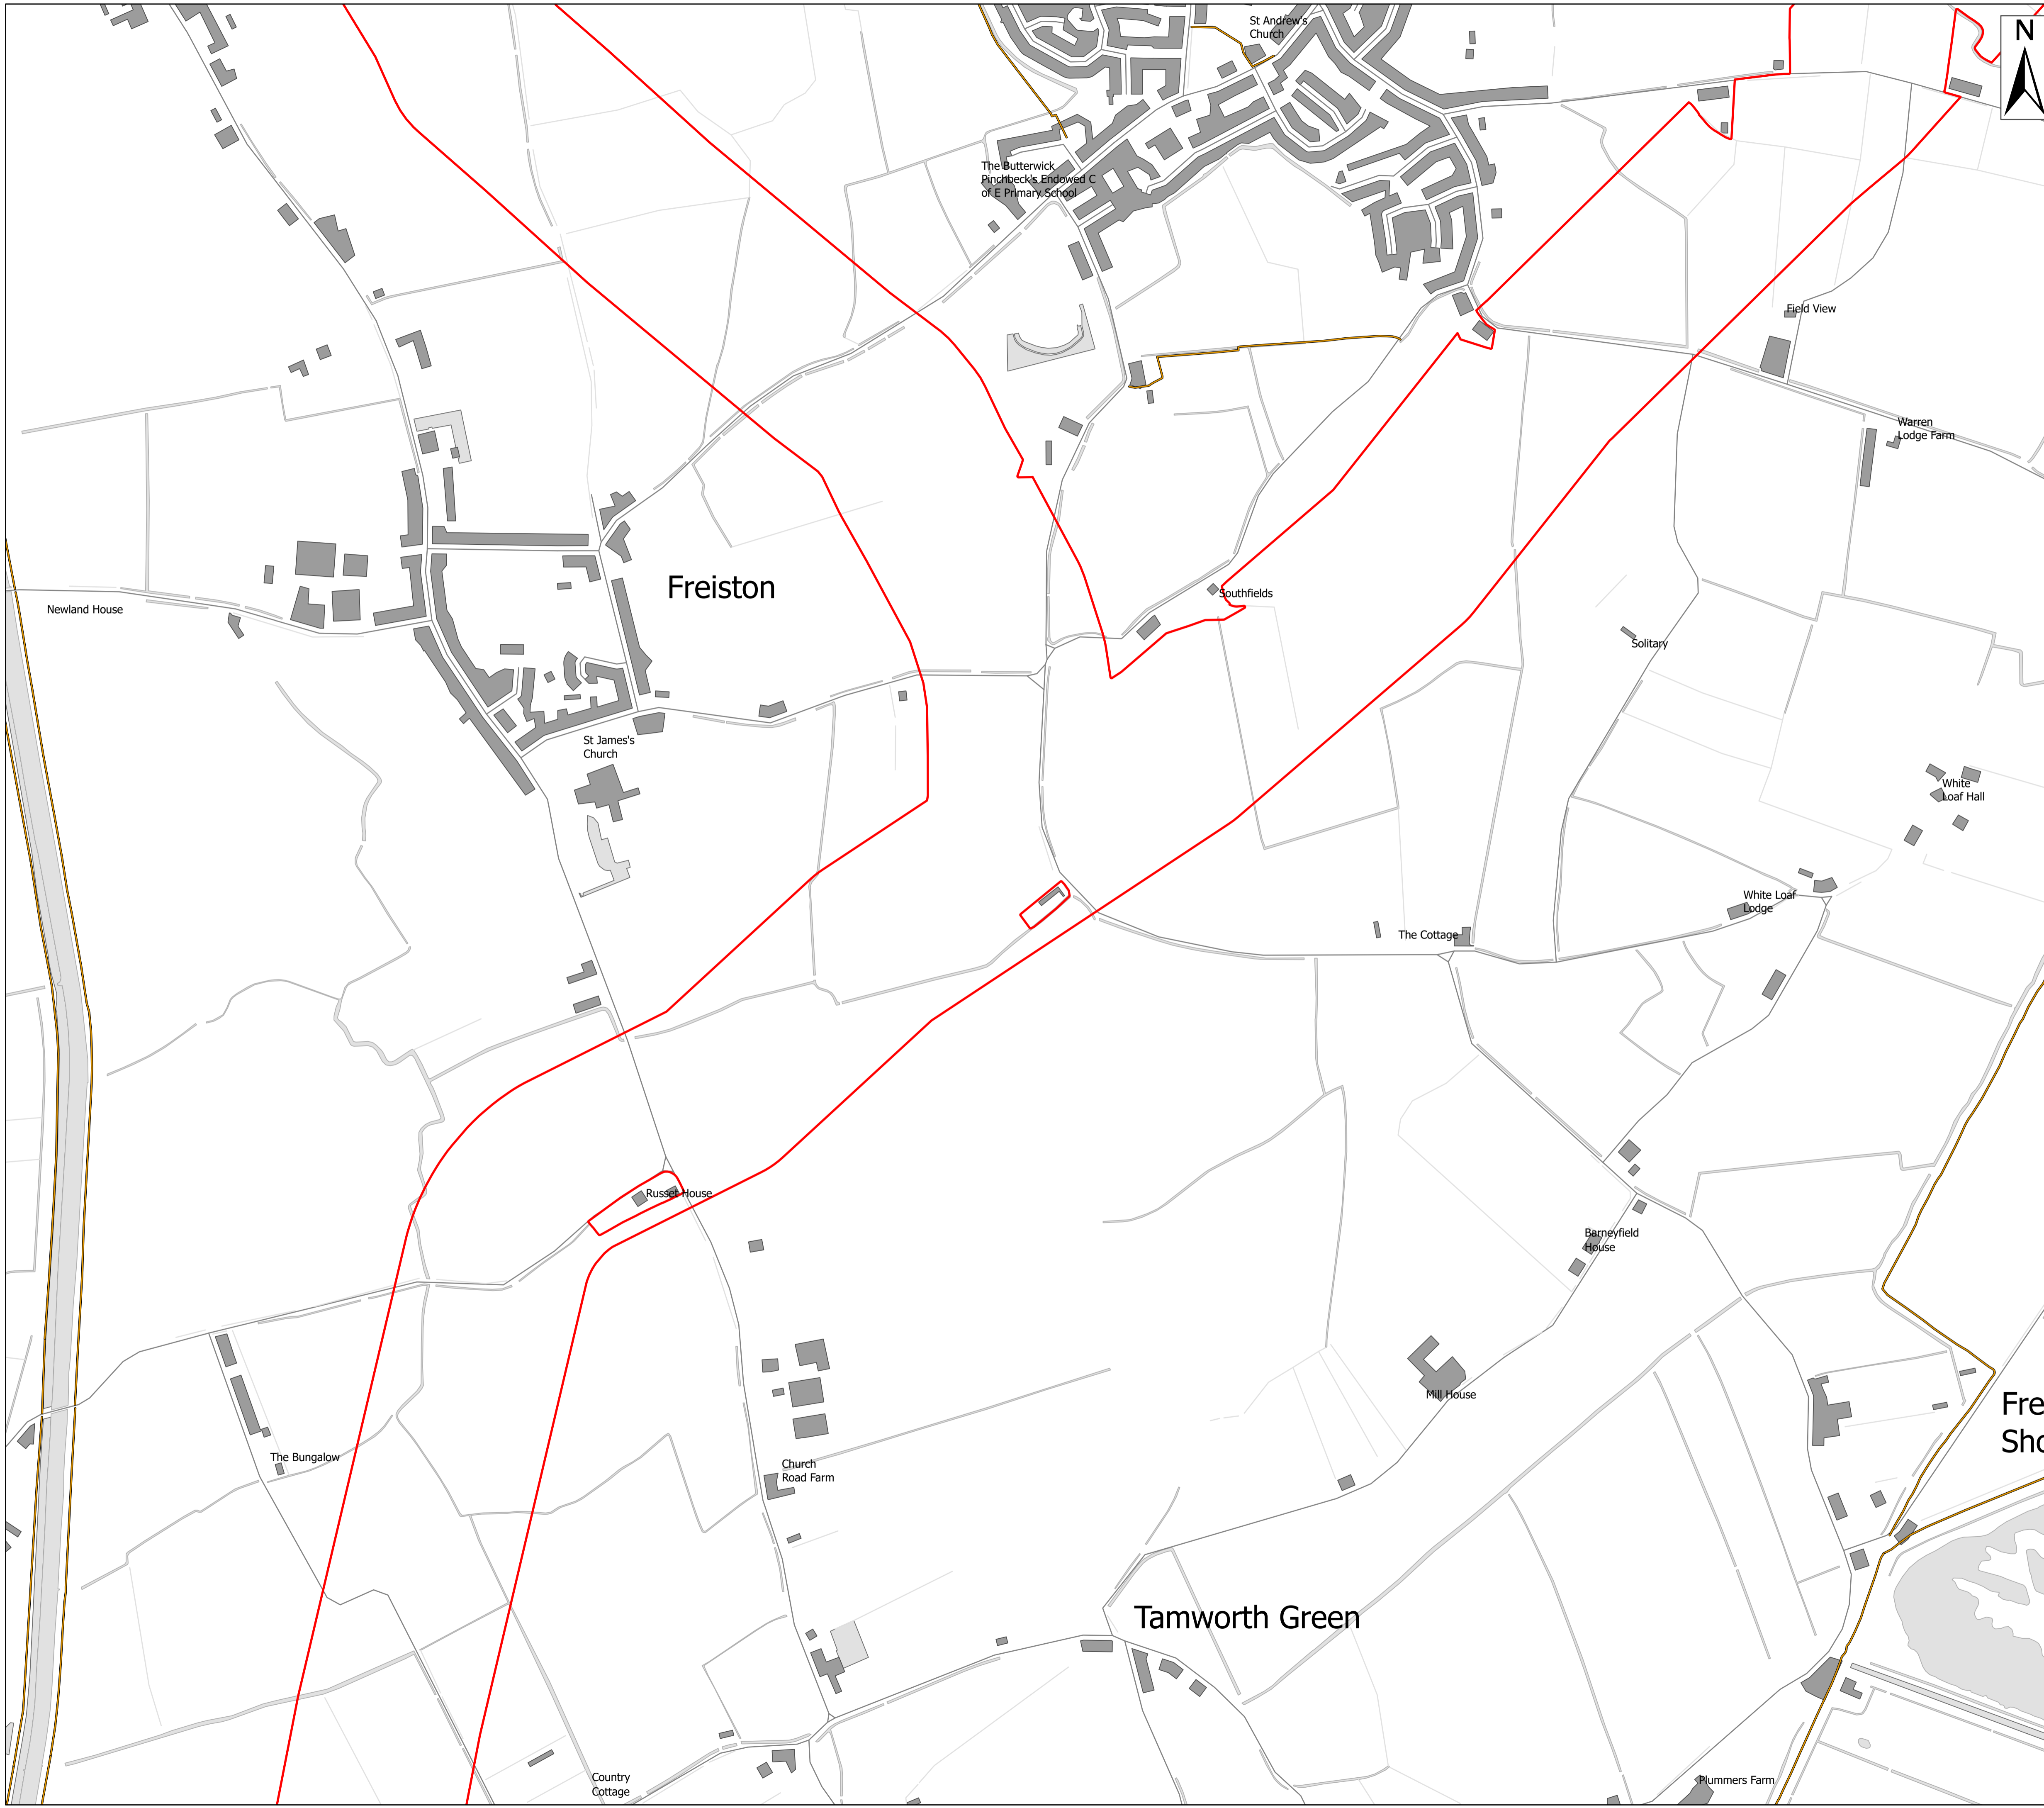 St Andrew's
Church
N
The Butterwick
Pinchbeck's Endowed C
of E Primary School
Field View
Warren
Lodge Farm
Freiston
Newland House
Southfields
Solitary
St James's
Church
White
Loaf Hall
White Loaf
Lodge
The Cottage
Russet House
Barneyfield
House
Mill House
Fre
Sho
The Bungalow
Church
Road Farm
Tamworth Green
Country
Cottage
Plummers Farm